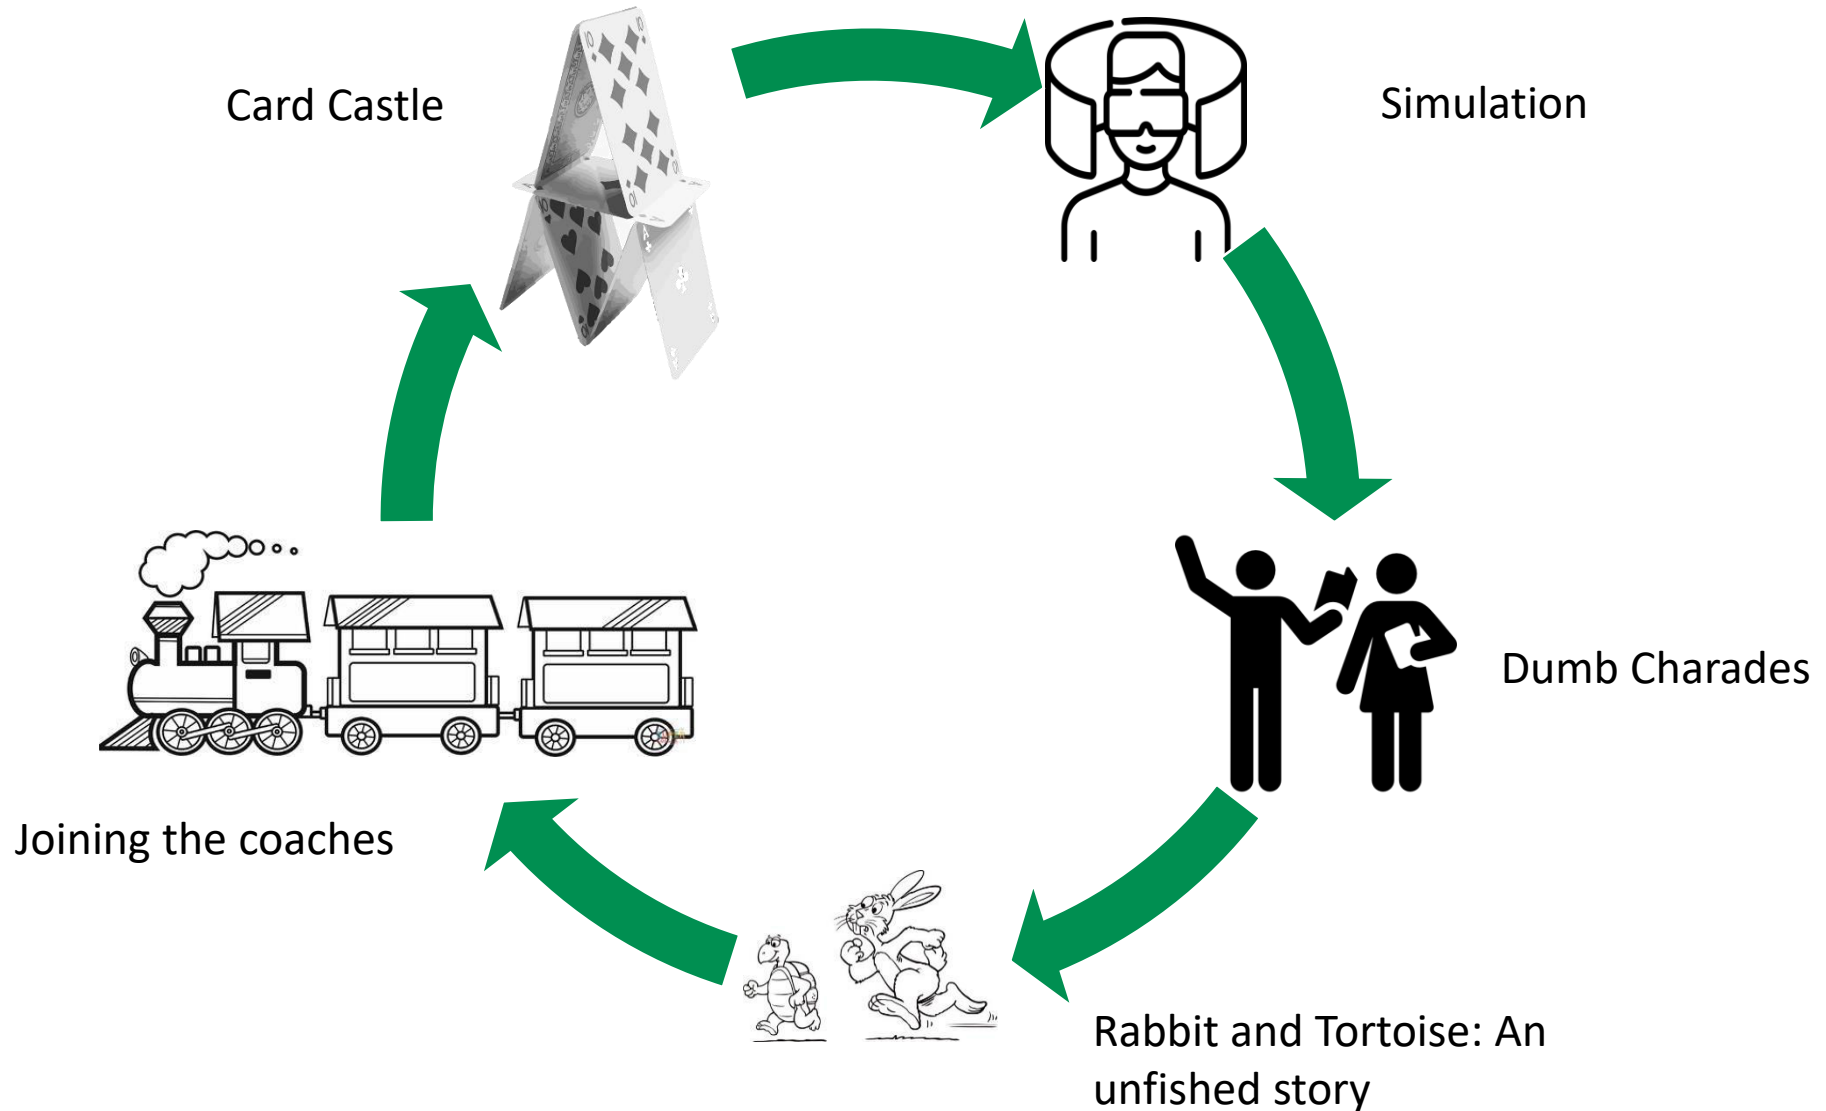 Card Castle
Simulation
Dumb Charades
Joining the coaches
Rabbit and Tortoise: An
unfished story